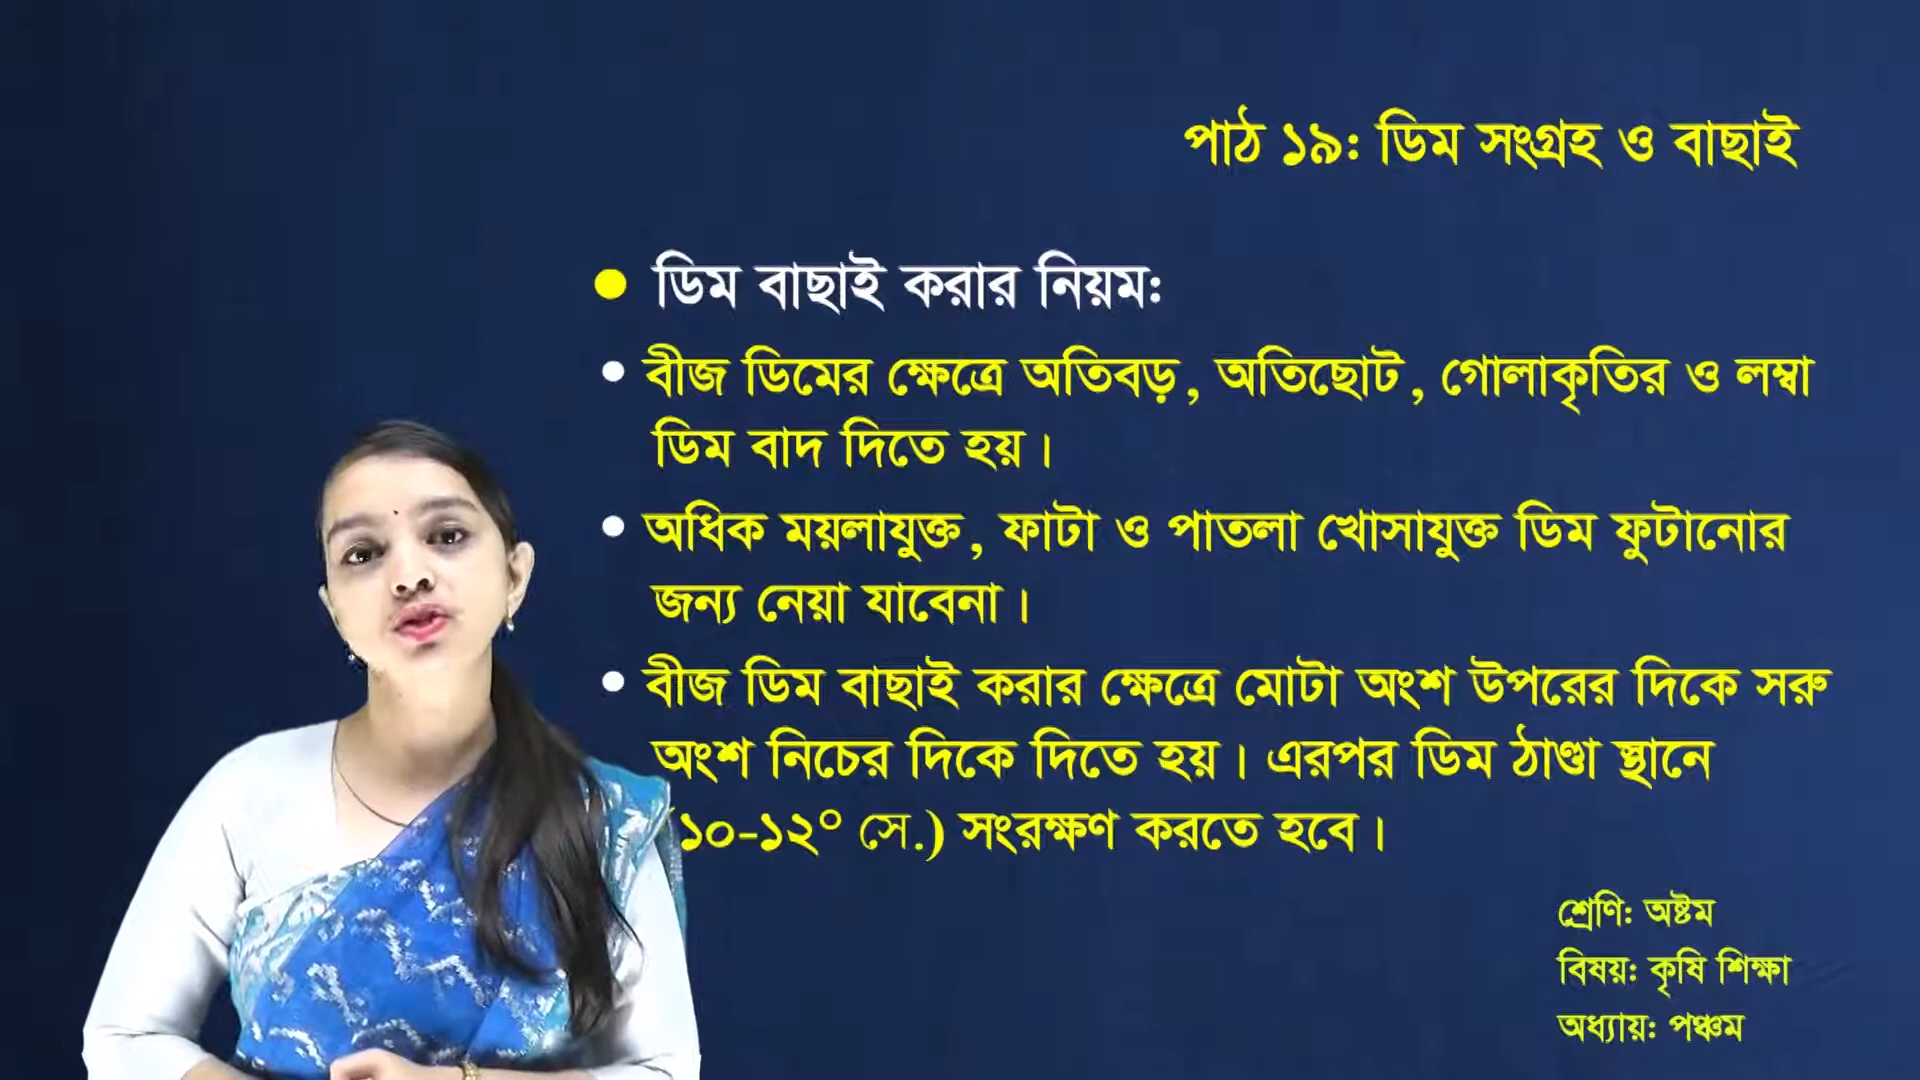 পাঠ ১৯: ডিম সংগ্রহ ও বাছাই
ডিম বাছাই করার নিয়ম:
বীজ ডিমের ক্ষেত্রে অতিবড়, অতিছোট, গোলাকৃতির ও লম্বা
ডিম বাদ দিতে হয়।
অধিক ময়লাযুক্ত, ফাটা ও পাতলা খোসাযুক্ত ডিম ফুটানোর
জন্য নেয়া যাবেনা।
বীজ ডিম বাছাই করার ক্ষেত্রে মোটা অংশ উপরের দিকে সরু
অংশ নিচের দিকে দিতে হয়। এরপর ডিম ঠাণ্ডা স্থানে
(১০-১২° সে.) সংরক্ষণ করতে হবে।
শ্রেণি: অষ্টম
বিষয়: কৃষি শিক্ষা
অধ্যায়: পঞ্চম